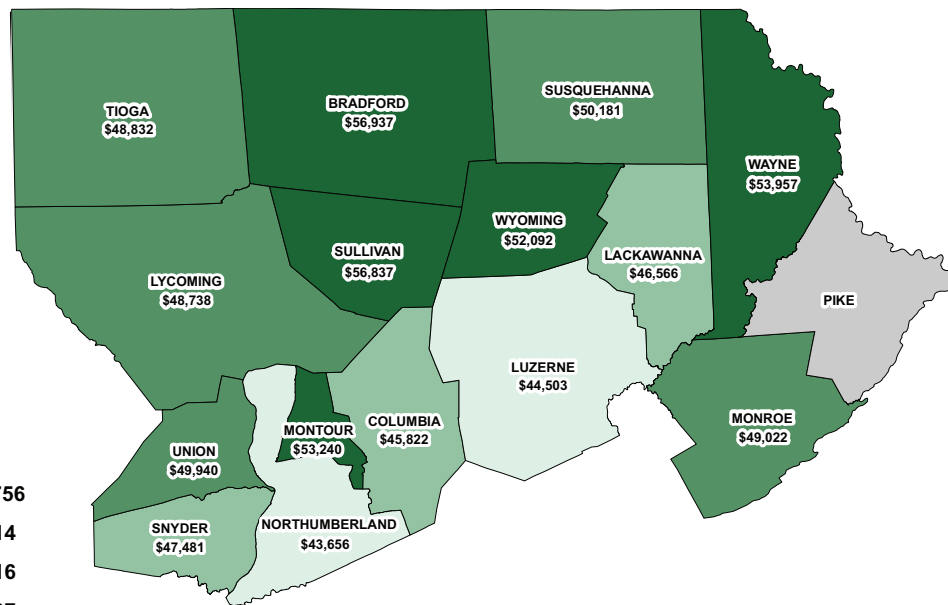 TIOGA
$48,832
BRADFORD
$56,937
SUSQUEHANNA
$50,181
WAYNE
$53,957
WYOMING
$52,092
SULLIVAN
$56,837
LACKAWANNA
$46,566
LYCOMING
$48,738
PIKE
LUZERNE
$44,503
COLUMBIA
$45,822
MONTOUR
$53,240
MONROE
$49,022
UNION
$49,940
SNYDER
$47,481
NORTHUMBERLAND
$43,656